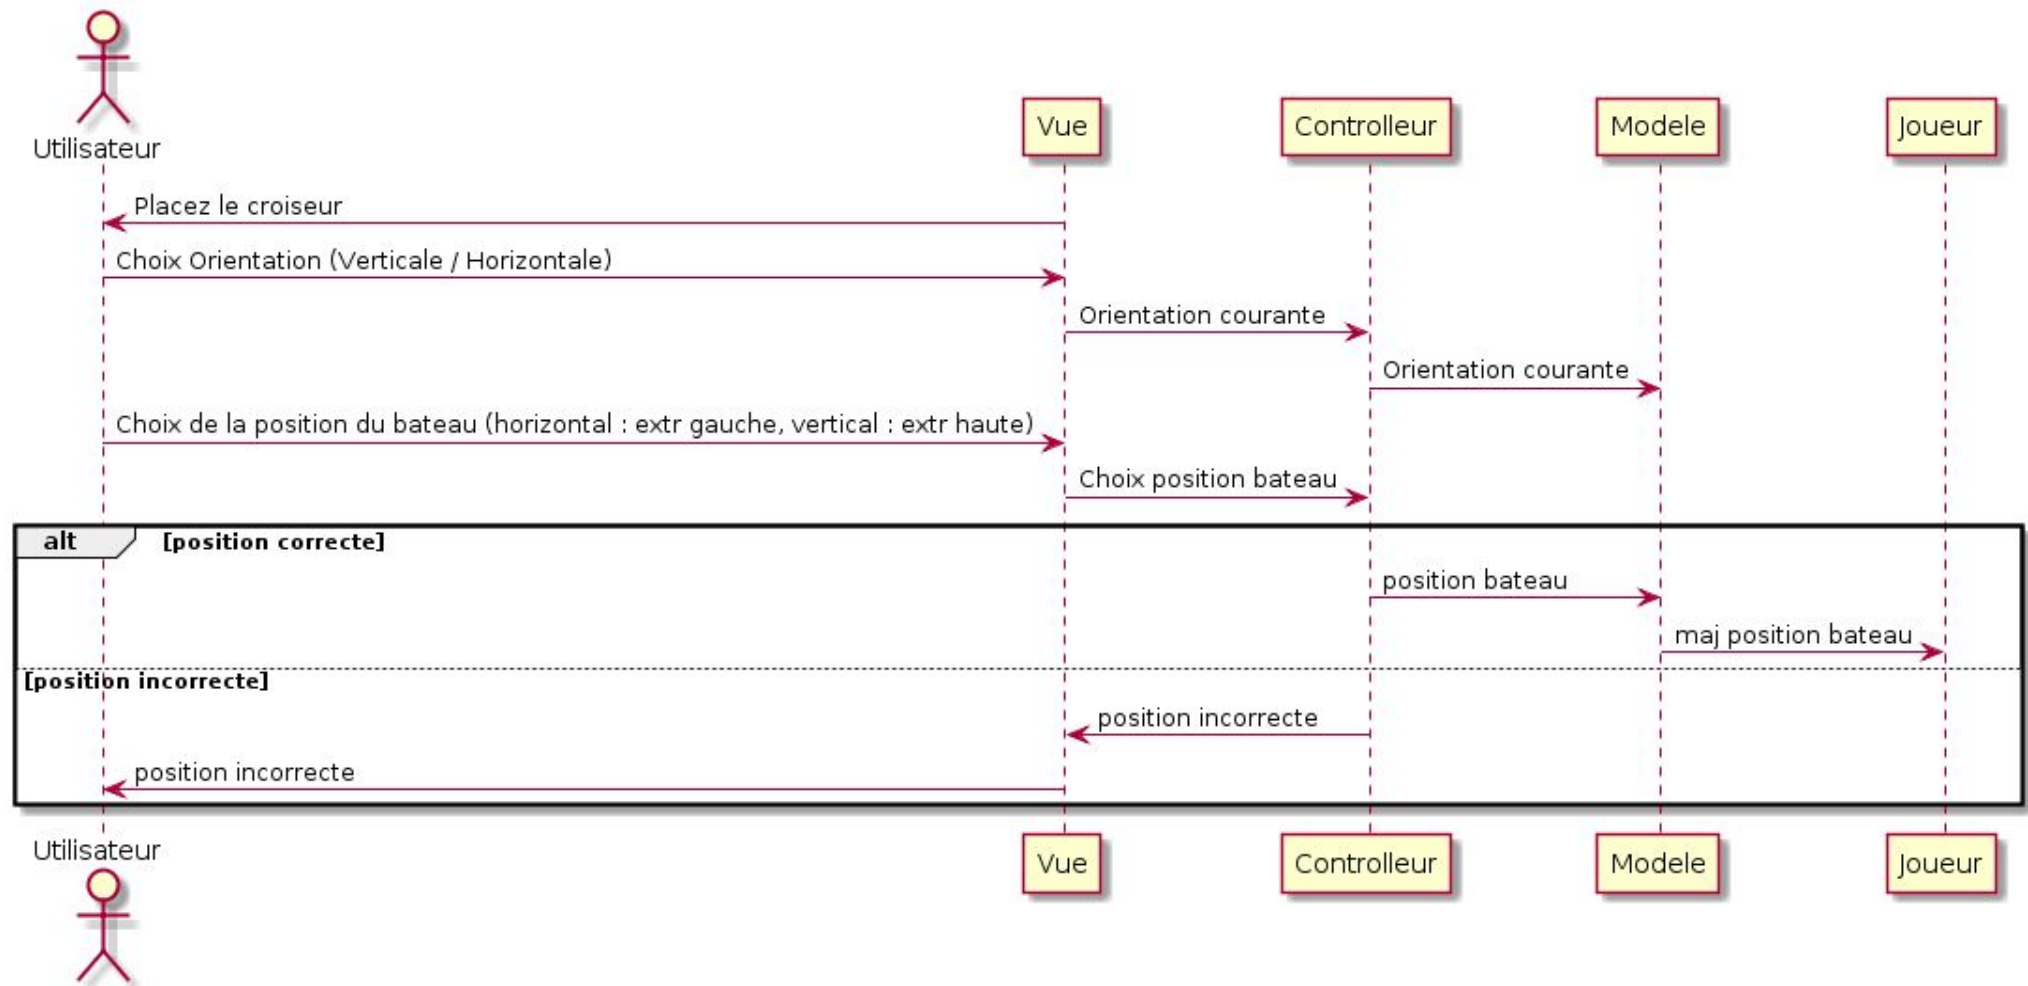 Utilisateur
Vue
Controlleur
Modele
Joueur
Placez le croiseur
Choix Orientation (Verticale / Horizontale)
Orientation courante
Orientation courante
Choix de la position du bateau (horizontal : extr gauche, vertical : extr haute)
Choix position bateau
alt
[position correcte]
position bateau
maj position bateau
[position incorrecte]
position incorrecte
position incorrecte
Utilisateur
Vue
Controlleur
Modele
Joueur